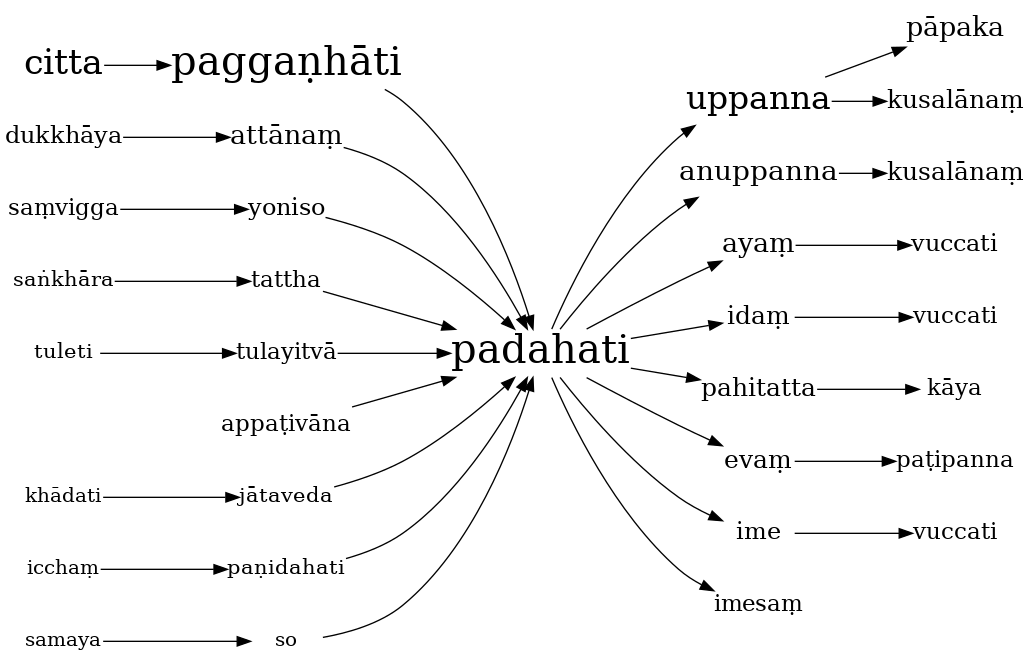 pāpaka
citta paggaṇhāti
uppanna kusalānaṃ
dukkhāya attānaṃ
anuppanna kusalānaṃ
saṃvigga yoniso
ayaṃ vuccati
saṅkhāra tattha
idaṃ vuccati
tuleti tulayitvā padahati
pahitatta kāya
appaṭivāna
evaṃ paṭipanna
khādati jātaveda
ime vuccati
icchaṃ paṇidahati
imesaṃ
samaya so